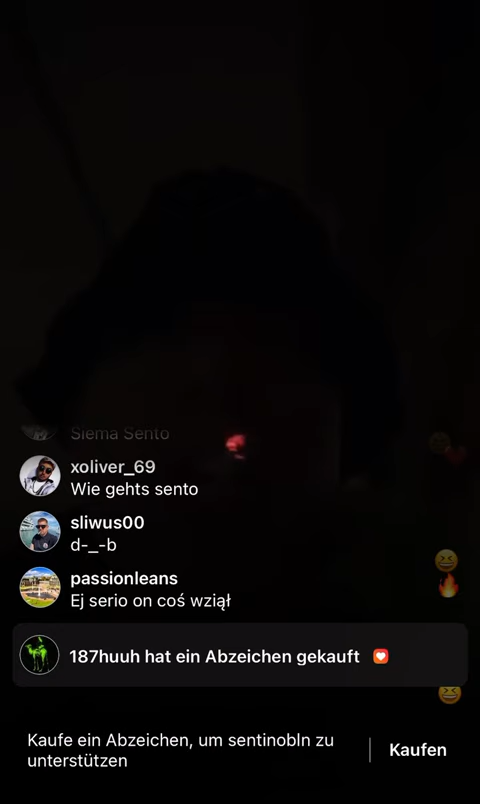 Siema Sento
xoliver_69
Wie gehts sento
sliwus00
d-_-b
passionleans
Ej serio on coś wziął
187huuh hat ein Abzeichen gekauft
Kaufe ein Abzeichen, um sentinobln zu
unterstützen
Kaufen